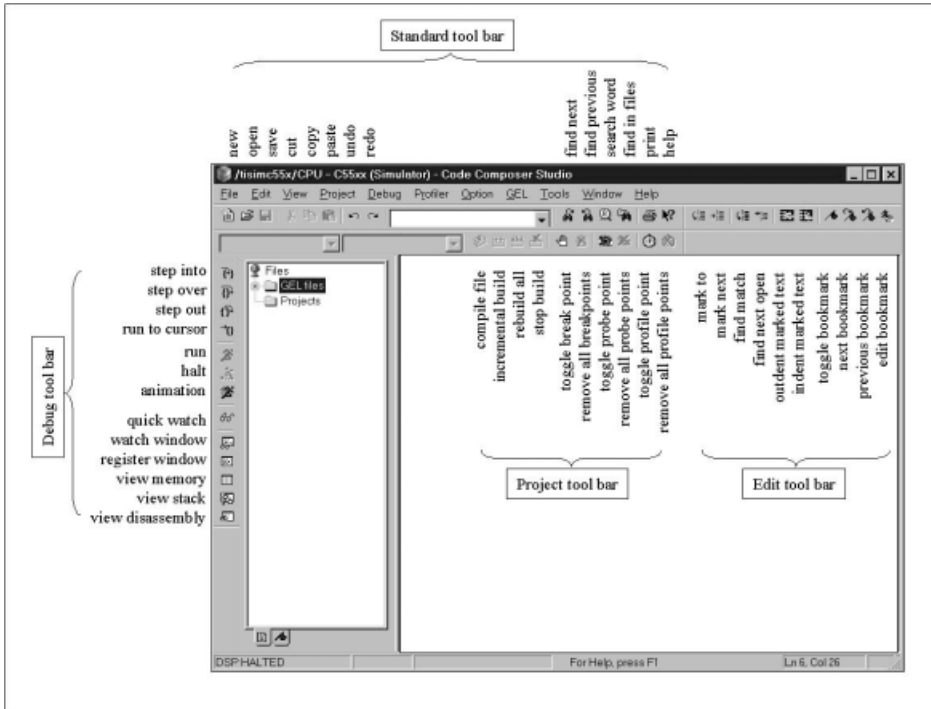 Standard tool bar
new
open
save
cut
copy
paste
undo
redo
find next
find previous
search word
find in files
print
help
/tisimc55x/CPU - C55xx (Simulator) - Code Composer Studio
File Edit View Project Debug Profiler Option GEL Tools Window Help
Debug tool bar
step into
step over
step out
run to cursor
run
halt
animation
quick watch
watch window
register window
view memory
view stack
view disassembly
Files
GEL files
Projects
compile file
incremental build
rebuild all
stop build
toggle break point
remove all breakpoints
toggle probe point
remove all probe points
toggle profile point
remove all profile points
Project tool bar
mark to
mark next
find match
find next open
outdent marked text
indent marked text
toggle bookmark
next bookmark
previous bookmark
edit bookmark
Edit tool bar
DSP HALTED
For Help, press F1
Ln 6, Col 26